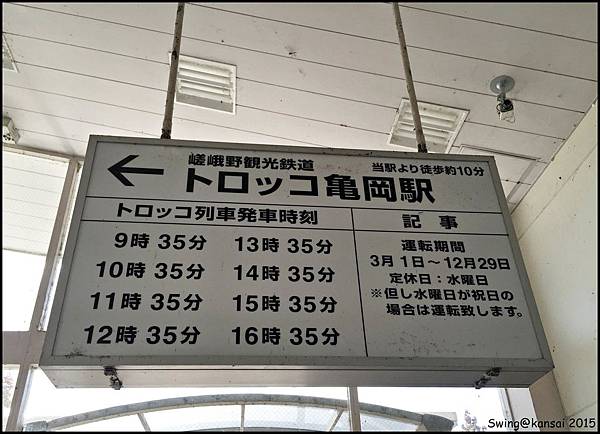 嵯峨野観光鉄道
当駅より徒歩約10分
← トロッコ亀岡駅
トロッコ列車発車時刻
9時 35分 13時 35分
10時 35分 14時 35分
11時 35分 15時 35分
12時 35分 16時 35分
記事
運転期間
3月 1日～12月29日
定休日：水曜日
※但し水曜日が祝日の
場合は運転致します。
Swing@kansai 2015